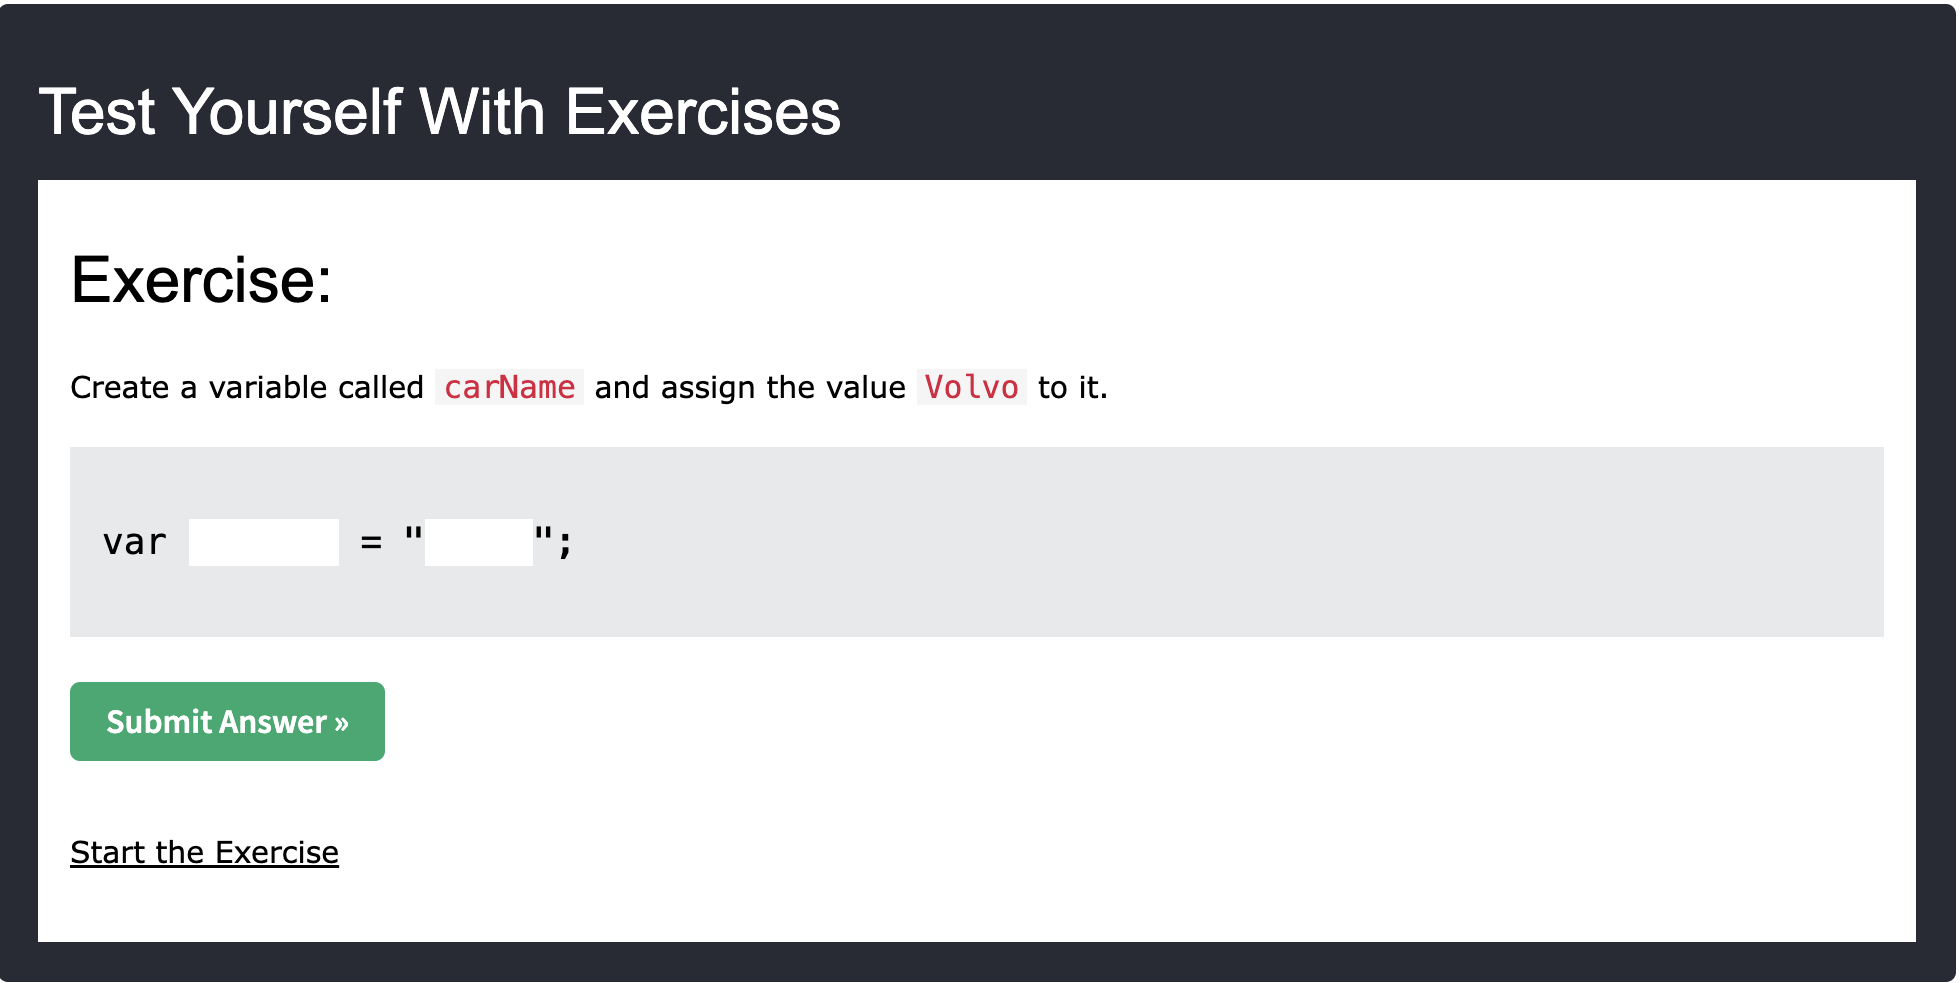 Test Yourself With Exercises
Exercise:
Create a variable called carName and assign the value Volvo to it.
var = "";
Submit Answer »
Start the Exercise